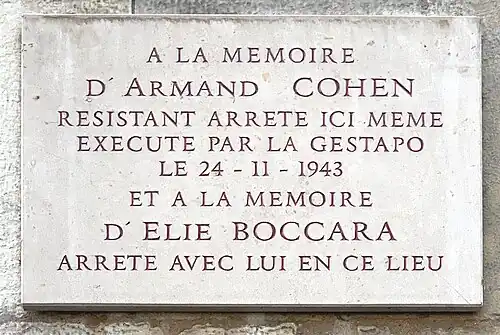 A LA MEMOIRE
D´ARMAND COHEN
RESISTANT ARRETE ICI MEME
EXECUTE PAR LA GESTAPO
LE 24 - 11 - 1943
ET A LA MEMOIRE
D´ELIE BOCCARA
ARRETE AVEC LUI EN CE LIEU